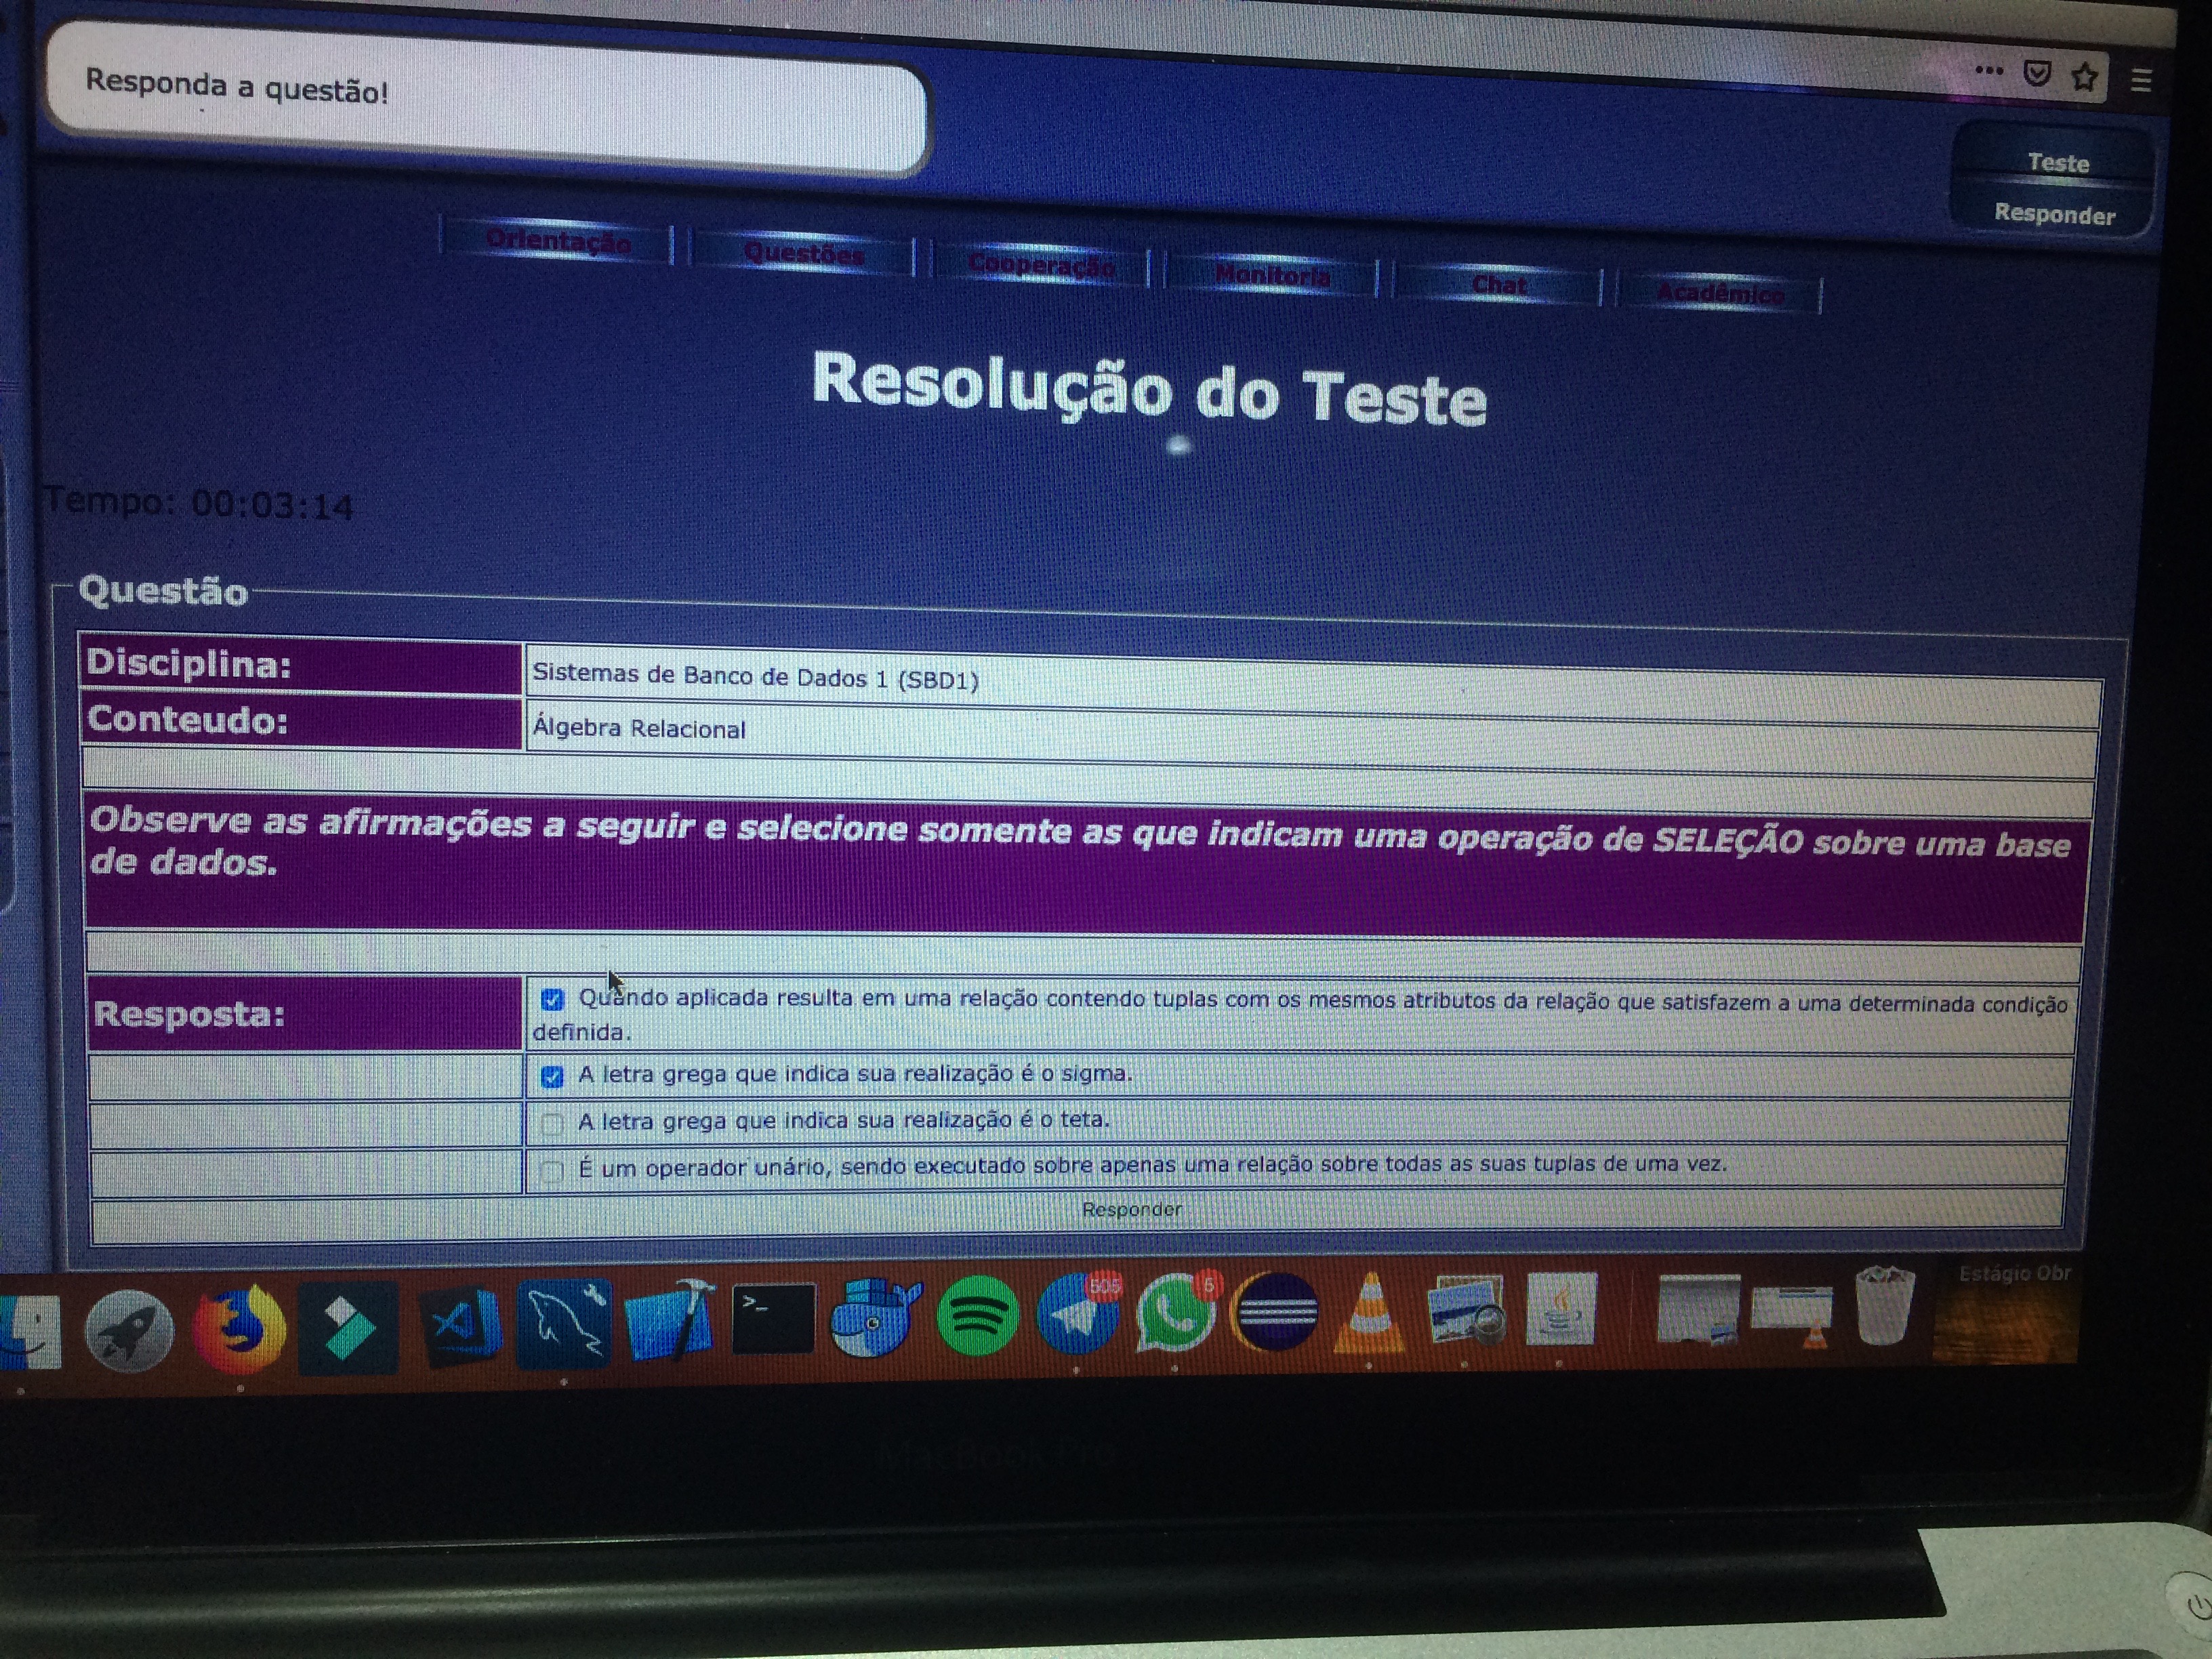 Responda a questão!
Teste
Responder
Orientação
Questões
Cooperação
Monitoria
Chat
Acadêmico
Resolução do Teste
Tempo: 00:03:14
Questão
Disciplina:
Sistemas de Banco de Dados 1 (SBD1)
Conteudo:
Álgebra Relacional
Observe as afirmações a seguir e selecione somente as que indicam uma operação de SELEÇÃO sobre uma base
de dados.
Resposta:
Quando aplicada resulta em uma relação contendo tuplas com os mesmos atributos da relação que satisfazem a uma determinada condição
definida.
A letra grega que indica sua realização é o sigma.
A letra grega que indica sua realização é o teta.
É um operador unário, sendo executado sobre apenas uma relação sobre todas as suas tuplas de uma vez.
Responder
505
5
Estágio Obr
MacBook Pro